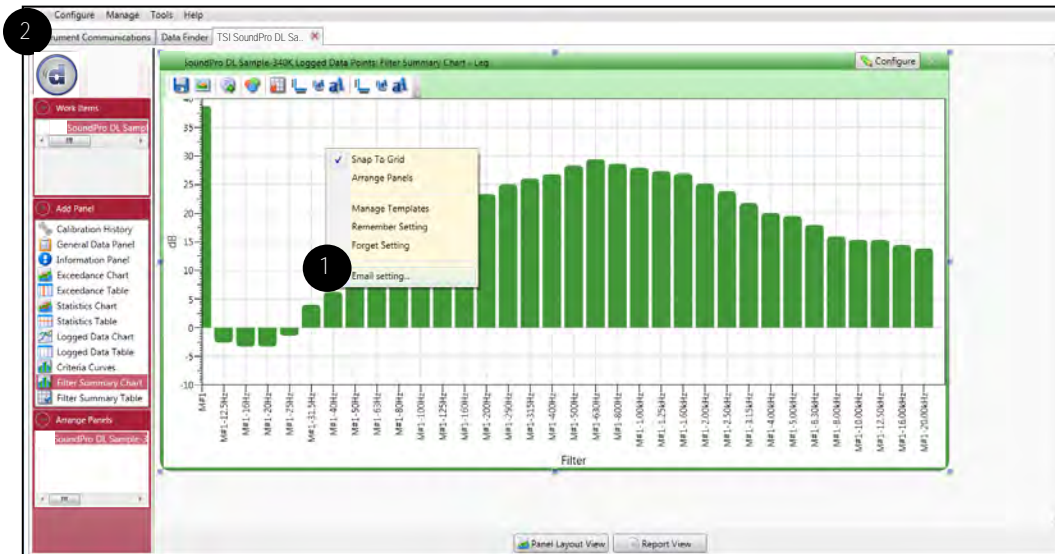 2
Configure Manage Tools Help
ument Communications Data Finder TSI SoundPro DL Sa..
d
SoundPro DL Sample-340K Logged Data Points: Filter Summary Chart - Leq
Configure
Work Items
SoundPro DL Sampl
Add Panel
Calibration History
General Data Panel
Information Panel
Exceedance Chart
Exceedance Table
Statistics Chart
Statistics Table
Logged Data Chart
Logged Data Table
Criteria Curves
Filter Summary Chart
Filter Summary Table
Arrange Panels
SoundPro DL Sample-3
Snap To Grid
Arrange Panels
Manage Templates
Remember Setting
Forget Setting
1
Email setting...
40
35
30
25
20
15
10
5
0
-5
-10
dB
M#1
M#1-12.5Hz
M#1-16Hz
M#1-20Hz
M#1-25Hz
M#1-31.5Hz
M#1-40Hz
M#1-50Hz
M#1-63Hz
M#1-80Hz
M#1-100Hz
M#1-125Hz
M#1-160Hz
M#1-200Hz
M#1-250Hz
M#1-315Hz
M#1-400Hz
M#1-500Hz
M#1-630Hz
M#1-800Hz
M#1-1.00kHz
M#1-1.25kHz
M#1-1.60kHz
M#1-2.00kHz
M#1-2.50kHz
M#1-3.15kHz
M#1-4.00kHz
M#1-5.00kHz
M#1-6.30kHz
M#1-8.00kHz
M#1-10.00kHz
M#1-12.50kHz
M#1-16.00kHz
M#1-20.00kHz
Filter
Panel Layout View Report View